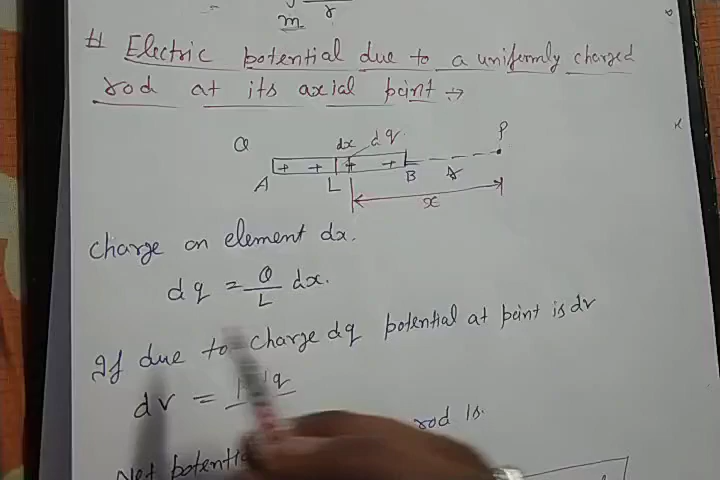 m r
# Electric potential due to a uniformly charged
rod at its axial point :→
Q dx dq P
+ + + +
A L B r
x
Charge on element dx.
dq = Q/L dx.
If due to charge dq potential at point is dv
dv =
rod is.
Net potential